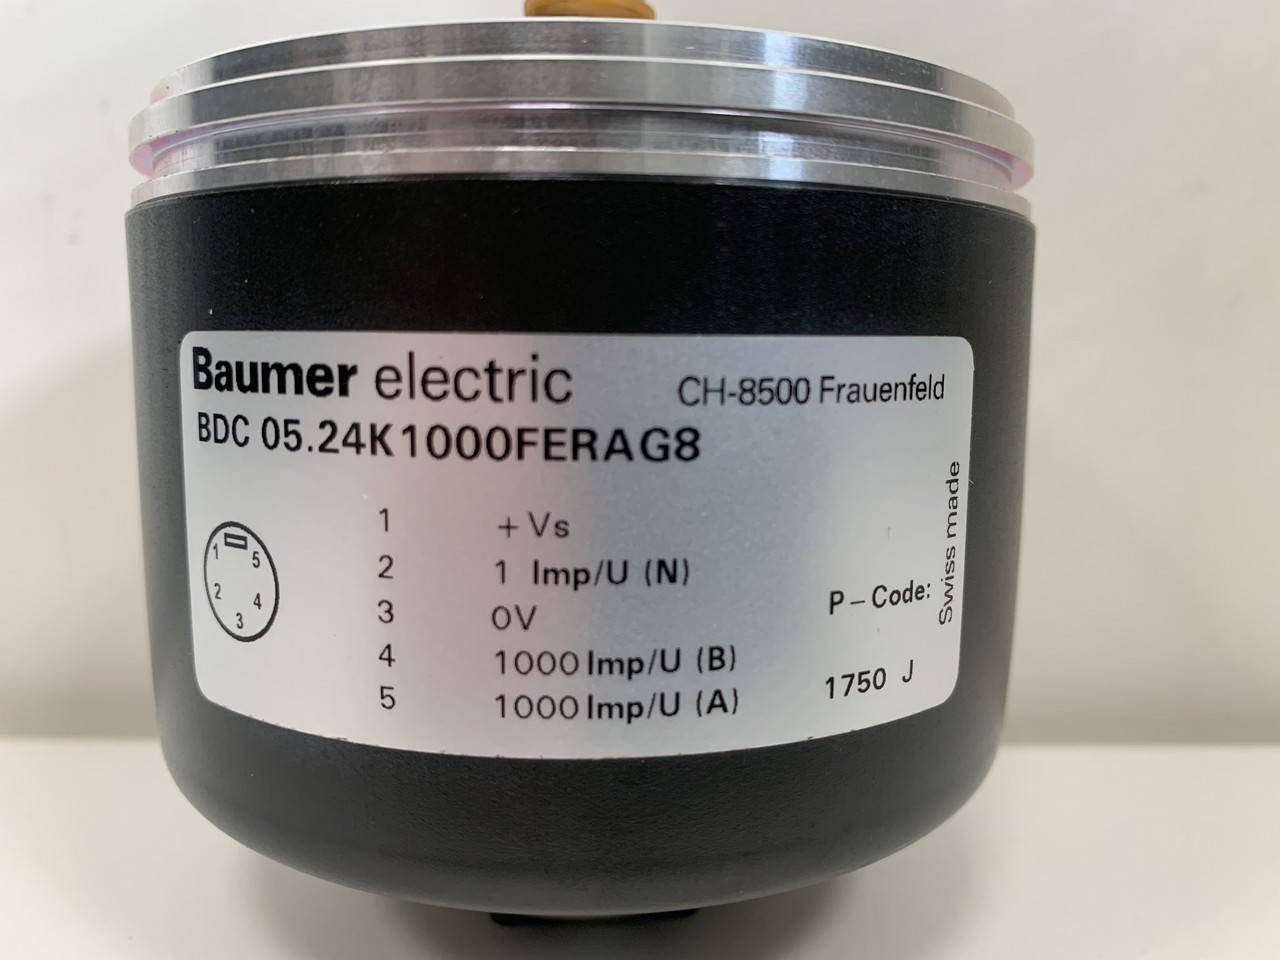 Baumer electric CH-8500 Frauenfeld
BDC 05.24K1000FERAG8
1 +Vs
2 1 Imp/U (N)
3 0V
4 1000 Imp/U (B)
5 1000 Imp/U (A)
1
2
3
4
5
P–Code:
1750 J
Swiss made